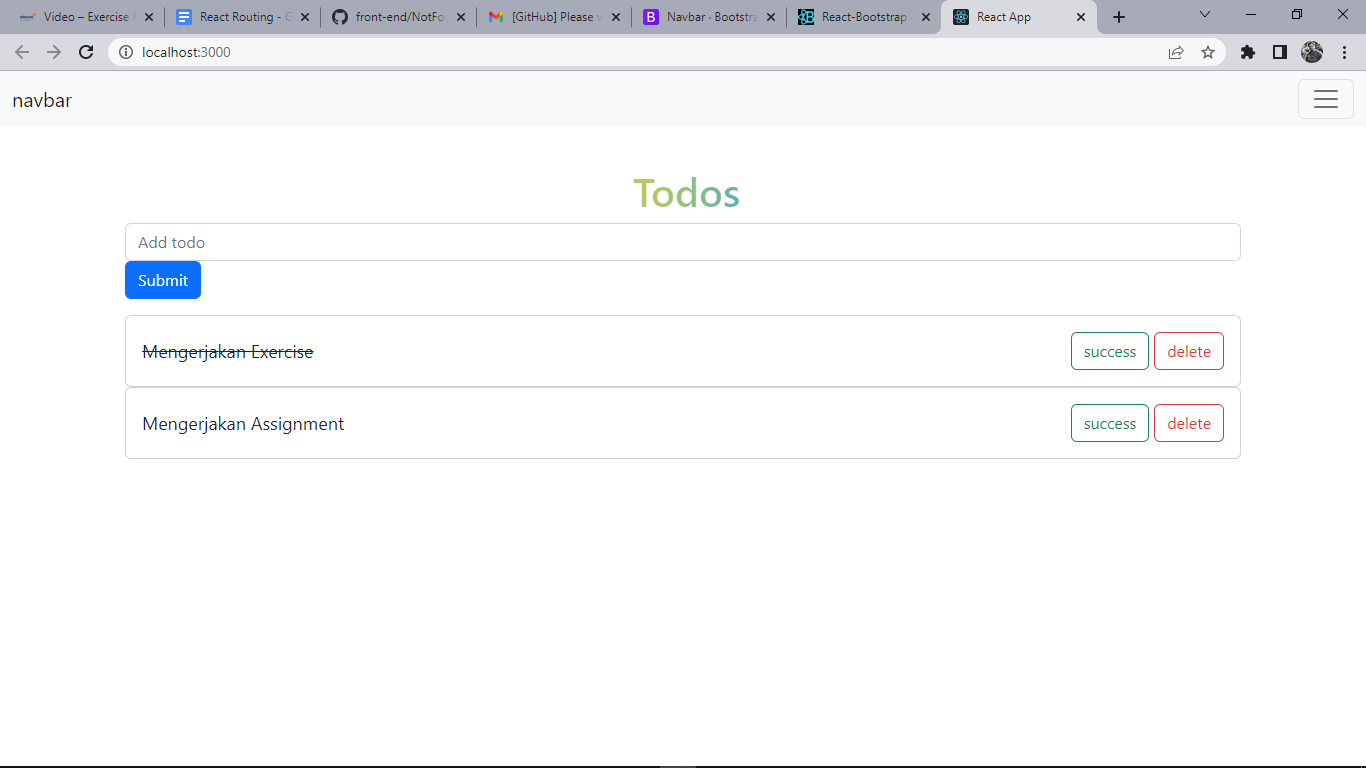 Video – Exercise
React Routing - G
front-end/NotFou
[GitHub] Please v
Navbar · Bootstra
React-Bootstrap
React App
localhost:3000
navbar
Todos
Add todo
Submit
Mengerjakan Exercise
success delete
Mengerjakan Assignment
success delete